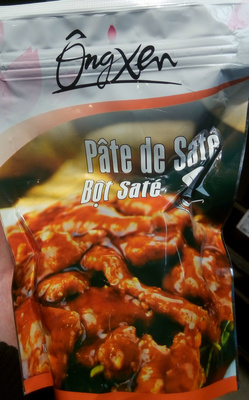 Ôngxen
Pâte de Saté
Bột Saté